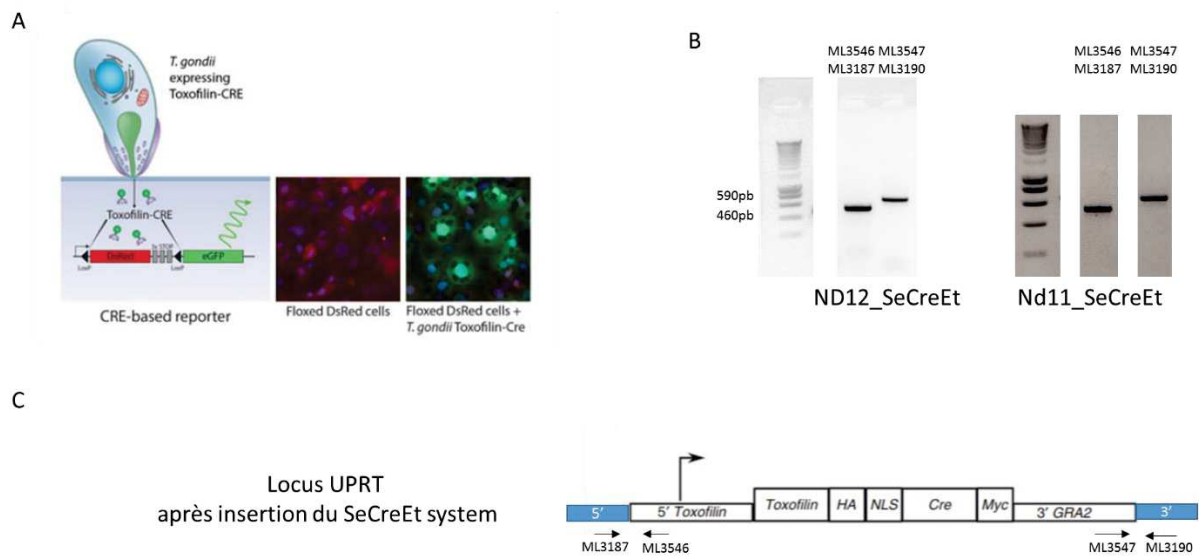 A
T. gondii
expressing
Toxofilin-CRE
Toxofilin-CRE
DsRed
3x STOP
eGFP
LoxP
LoxP
CRE-based reporter
Floxed DsRed cells
Floxed DsRed cells +
T. gondii Toxofilin-Cre
B
ML3546 ML3547
ML3187 ML3190
590pb
460pb
ND12_SeCreEt
ML3546 ML3547
ML3187 ML3190
Nd11_SeCreEt
C
Locus UPRT
après insertion du SeCreEt system
5' 5' Toxofilin Toxofilin HA NLS Cre Myc 3' GRA2 3'
ML3187 ML3546 ML3547 ML3190